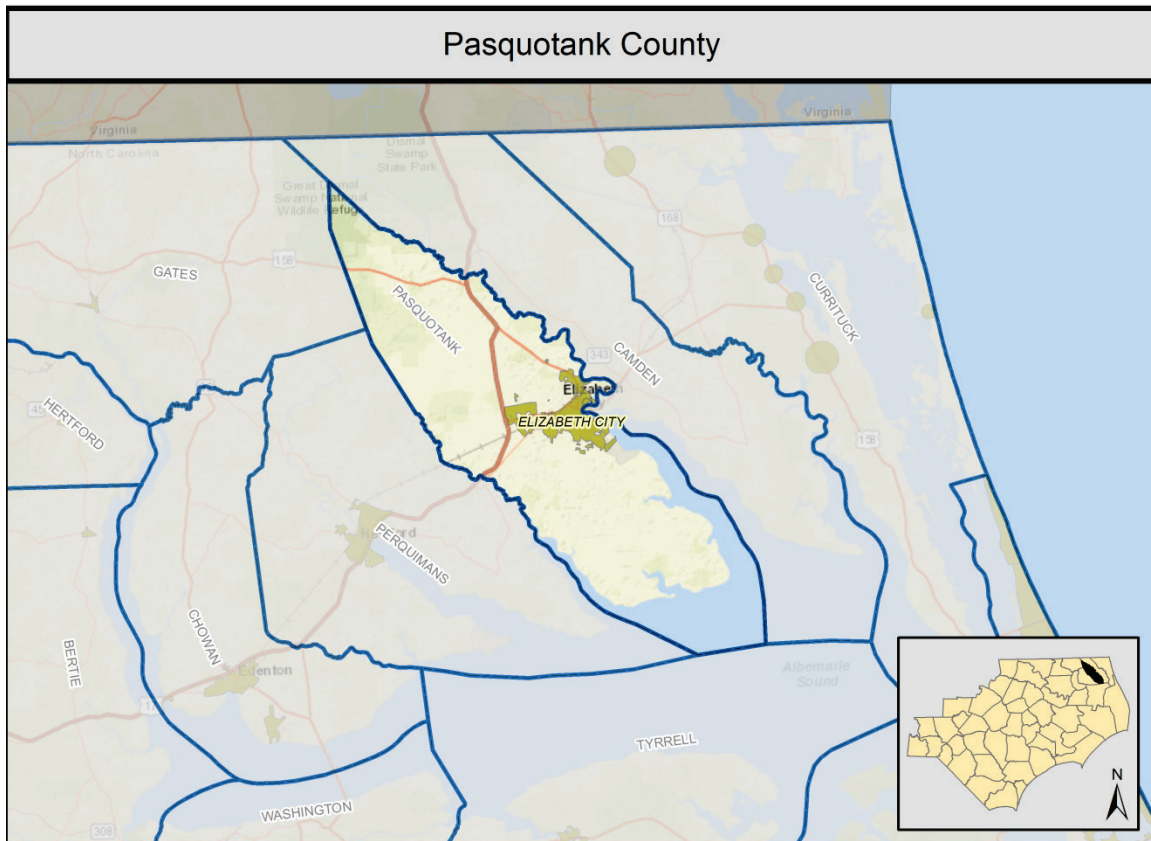 Pasquotank County
Virginia
North Carolina
Virginia
Dismal
Swamp
State Park
Great Dismal
Swamp National
Wildlife Refuge
168
158
GATES
PASQUOTANK
CURRITUCK
343
CAMDEN
Elizabeth
ELIZABETH CITY
HERTFORD
158
PERQUIMANS
CHOWAN
BERTIE
Edenton
Albemarle
Sound
17
TYRRELL
WASHINGTON
308
N